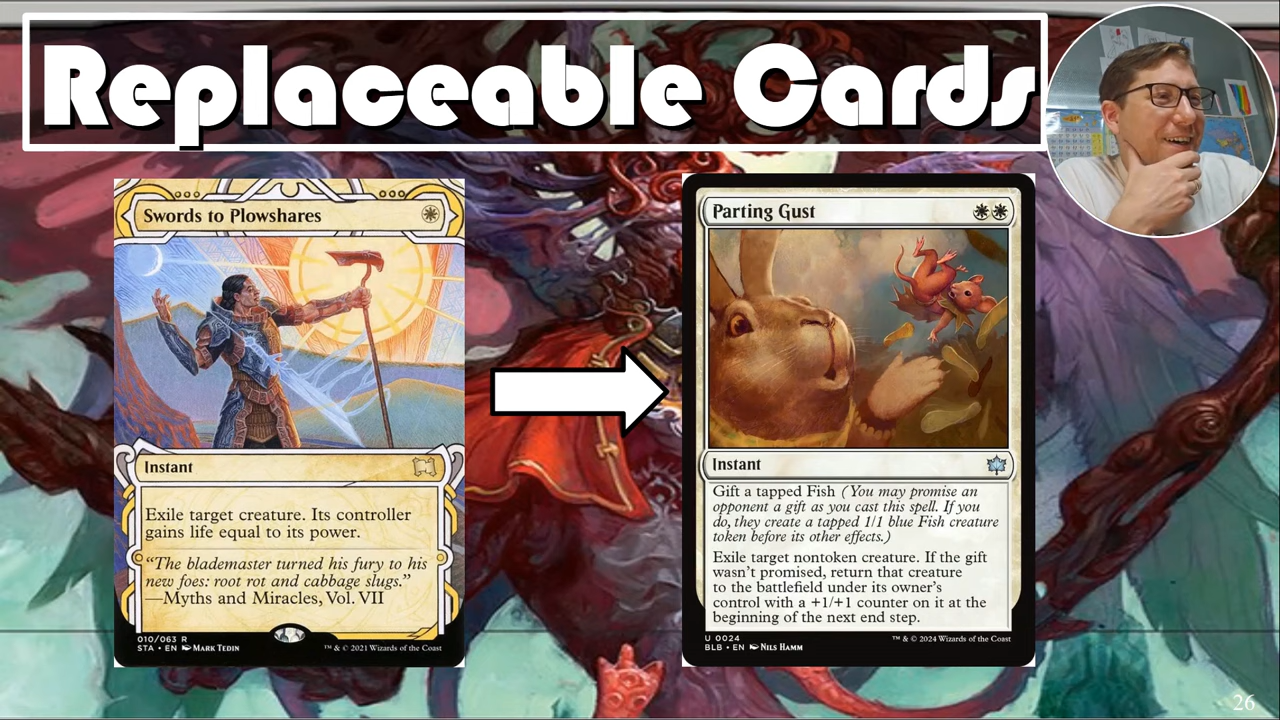 Replaceable Cards
Swords to Plowshares
Instant
Exile target creature. Its controller
gains life equal to its power.
“The blademaster turned his fury to his
new foes: root rot and cabbage slugs.”
—Myths and Miracles, Vol. VII
010/063 R
STA • EN MARK TEDIN
™ & © 2021 Wizards of the Coast
Parting Gust
Instant
Gift a tapped Fish (You may promise an
opponent a gift as you cast this spell. If you
do, they create a tapped 1/1 blue Fish creature
token before its other effects.)
Exile target nontoken creature. If the gift
wasn't promised, return that creature
to the battlefield under its owner's
control with a +1/+1 counter on it at the
beginning of the next end step.
U 0024
BLB • EN NILS HAMM
™ & © 2024 Wizards of the Coast
26